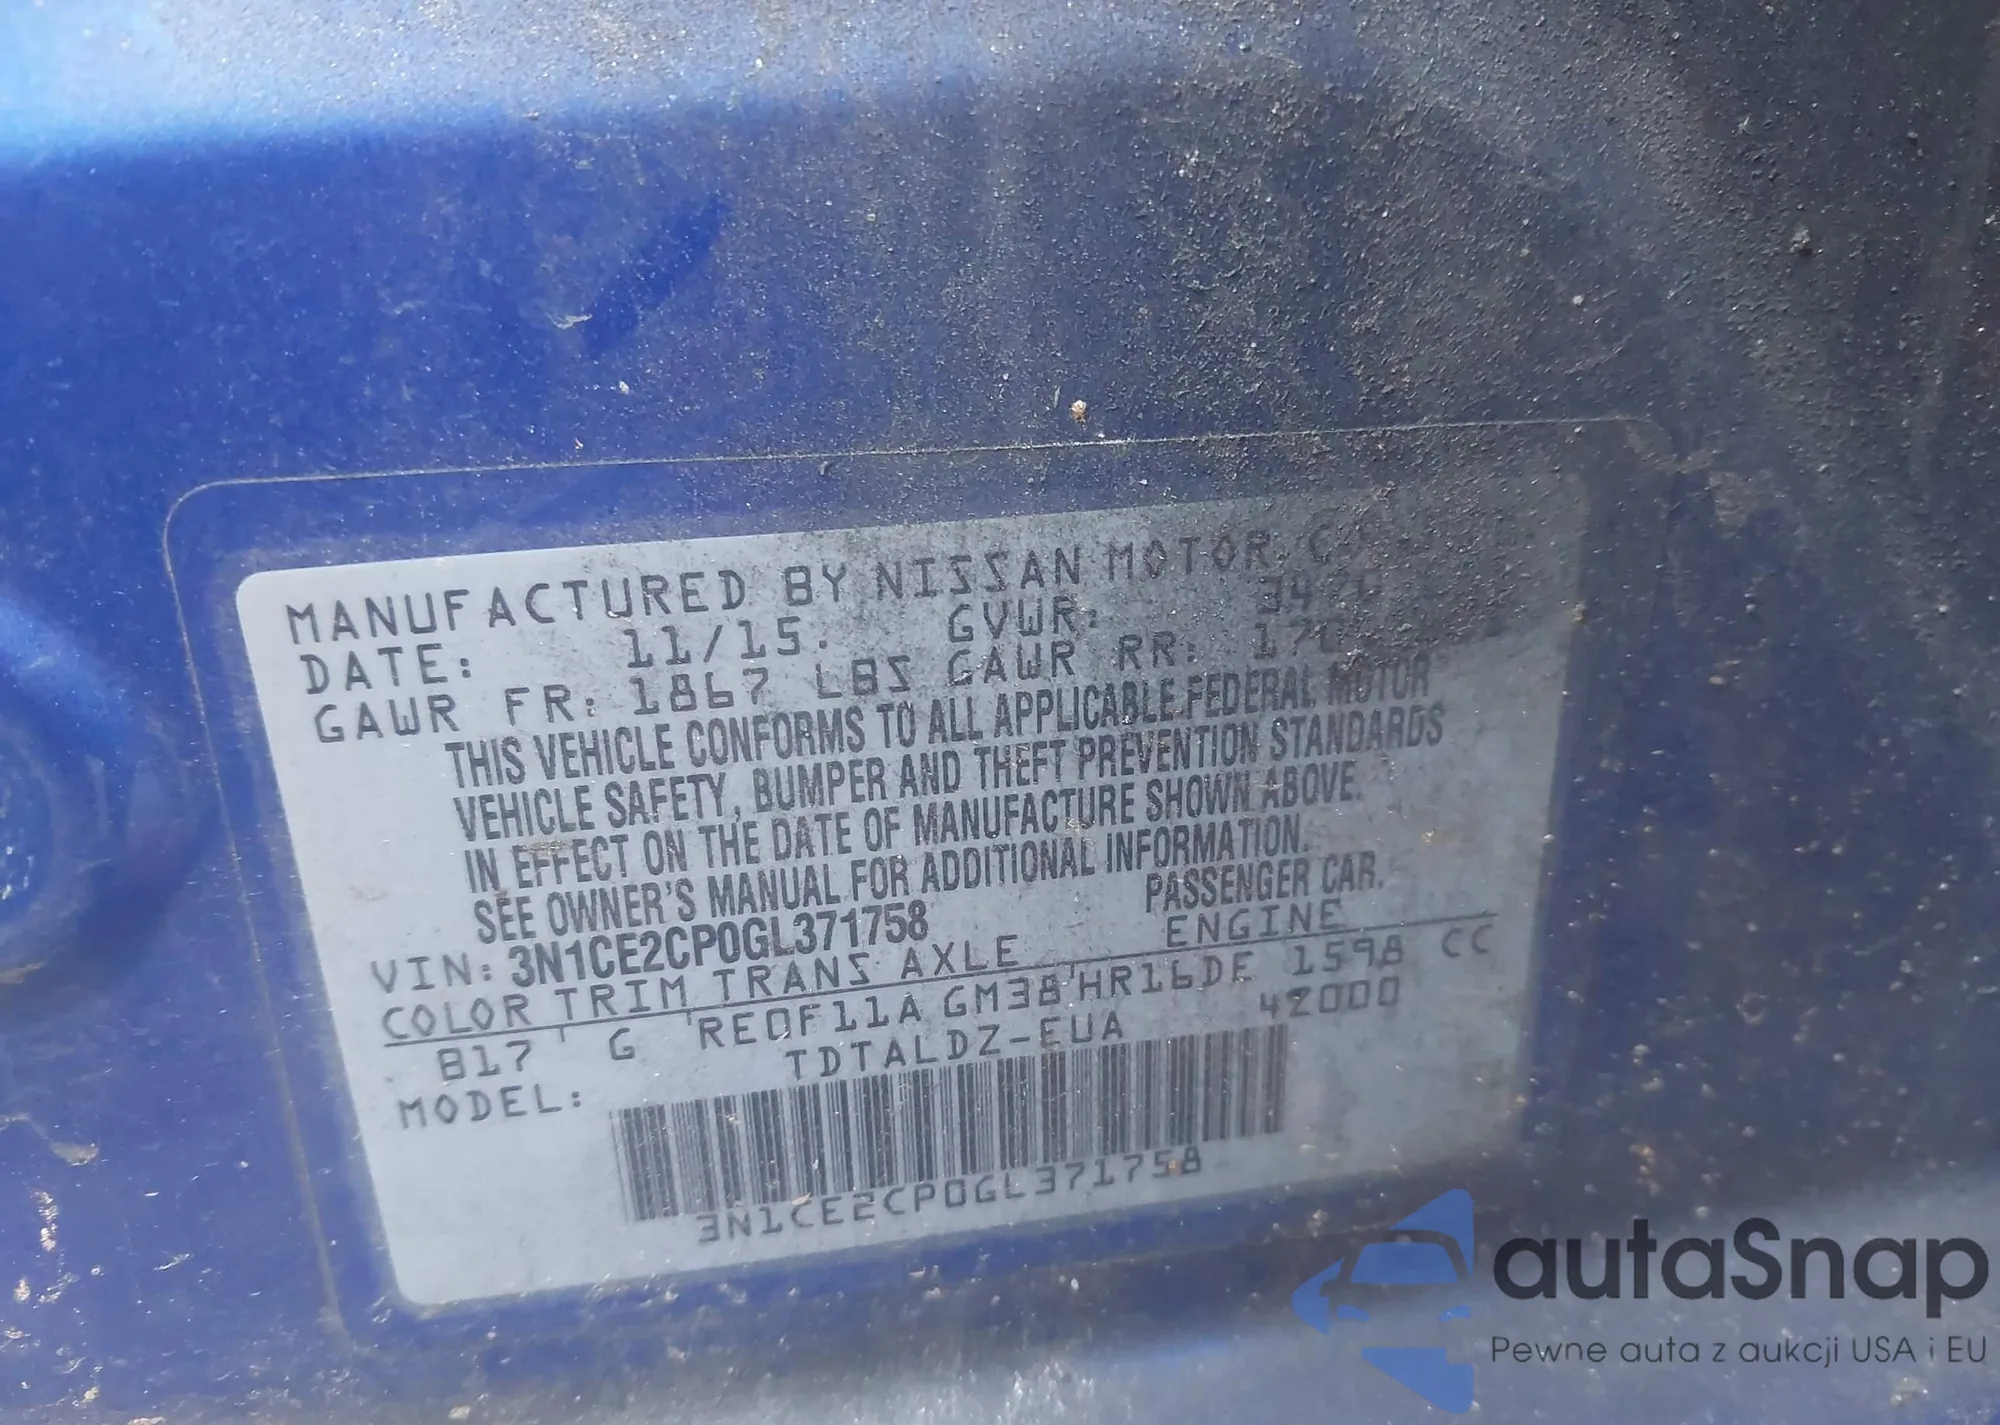 MANUFACTURED BY NISSAN MOTOR
DATE: 11/15. GVWR:
GAWR FR: 1867 LBS GAWR RR:
THIS VEHICLE CONFORMS TO ALL APPLICABLE FEDERAL MOTOR
VEHICLE SAFETY, BUMPER AND THEFT PREVENTION STANDARDS
IN EFFECT ON THE DATE OF MANUFACTURE SHOWN ABOVE.
SEE OWNER'S MANUAL FOR ADDITIONAL INFORMATION.
VIN: 3N1CE2CP0GL371758 PASSENGER CAR.
COLOR TRIM TRANS AXLE ENGINE
B17 G RE0F11A GM38 HR16DE 1598 CC
MODEL: TDTALDZ-EUA 42000
3N1CE2CP0GL371758
autaSnap
Pewne auta z aukcji USA i EU